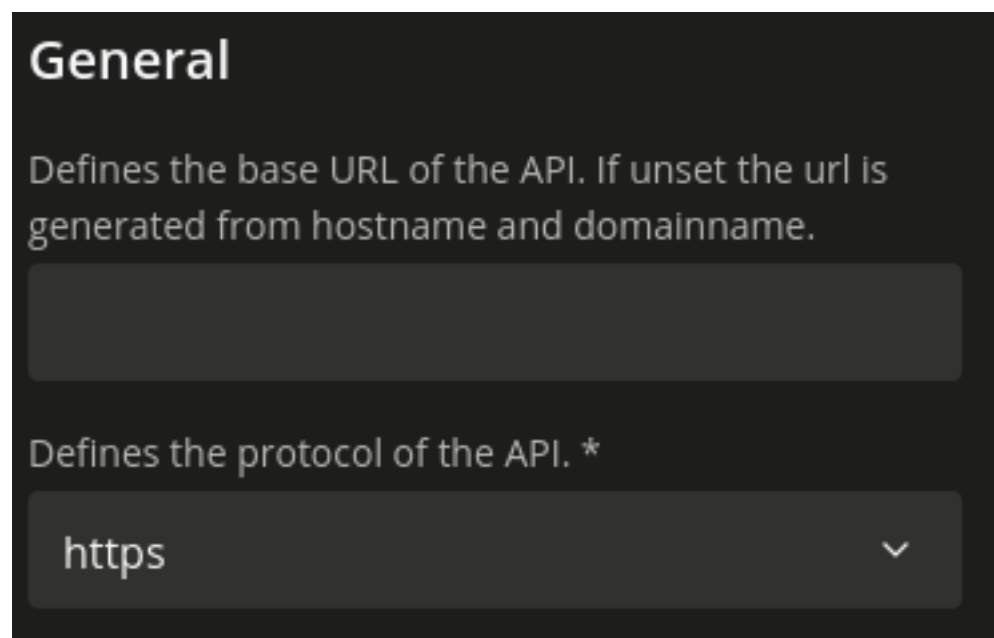 General
Defines the base URL of the API. If unset the url is
generated from hostname and domainname.
Defines the protocol of the API. *
https